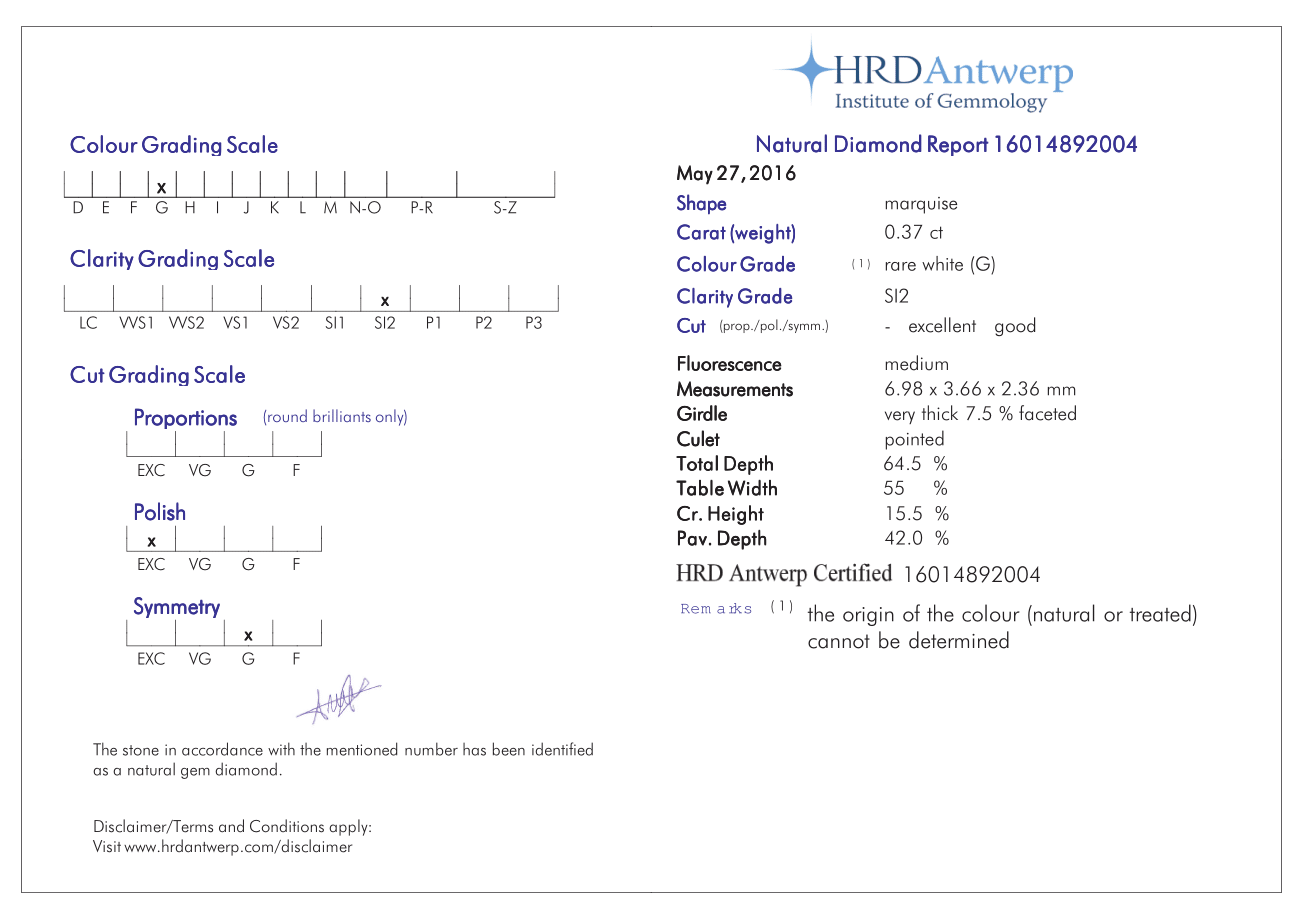 HRD Antwerp
Institute of Gemmology
Colour Grading Scale
x
D E F G H I J K L M N-O P-R S-Z
Clarity Grading Scale
x
LC VVS1 VVS2 VS1 VS2 SI1 SI2 P1 P2 P3
Cut Grading Scale
Proportions (round brilliants only)
EXC VG G F
Polish
x
EXC VG G F
Symmetry
x
EXC VG G F
The stone in accordance with the mentioned number has been identified
as a natural gem diamond.
Disclaimer/Terms and Conditions apply:
Visit www.hrdantwerp.com/disclaimer
Natural Diamond Report 16014892004
May 27, 2016
Shape marquise
Carat (weight) 0.37 ct
Colour Grade (1) rare white (G)
Clarity Grade SI2
Cut (prop./pol./symm.) - excellent good
Fluorescence medium
Measurements 6.98 x 3.66 x 2.36 mm
Girdle very thick 7.5 % faceted
Culet pointed
Total Depth 64.5 %
Table Width 55 %
Cr. Height 15.5 %
Pav. Depth 42.0 %
HRD Antwerp Certified 16014892004
Remarks (1) the origin of the colour (natural or treated)
cannot be determined